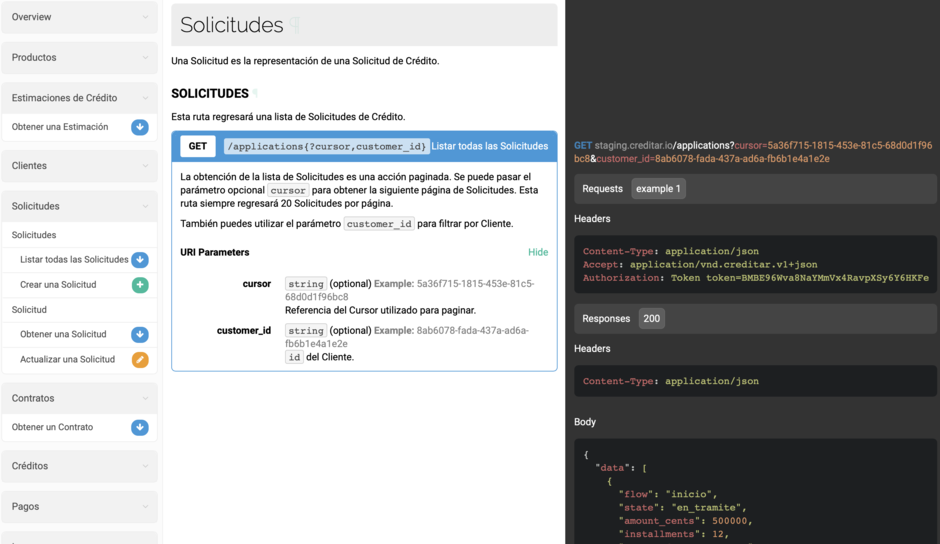 Overview
Productos
Estimaciones de Crédito
Obtener una Estimación
Clientes
Solicitudes
Solicitudes
Listar todas las Solicitudes
Crear una Solicitud
Solicitud
Obtener una Solicitud
Actualizar una Solicitud
Contratos
Obtener un Contrato
Créditos
Pagos
Solicitudes ¶
Una Solicitud es la representación de una Solicitud de Crédito.
SOLICITUDES ¶
Esta ruta regresará una lista de Solicitudes de Crédito.
GET /applications{?cursor,customer_id} Listar todas las Solicitudes
La obtención de la lista de Solicitudes es una acción paginada. Se puede pasar el
parámetro opcional cursor para obtener la siguiente página de Solicitudes. Esta
ruta siempre regresará 20 Solicitudes por página.
También puedes utilizar el parámetro customer_id para filtrar por Cliente.
URI Parameters Hide
cursor string (optional) Example: 5a36f715-1815-453e-81c5-
68d0d1f96bc8
Referencia del Cursor utilizado para paginar.
customer_id string (optional) Example: 8ab6078-fada-437a-ad6a-
fb6b1e4a1e2e
id del Cliente.
GET staging.creditar.io/applications?cursor=5a36f715-1815-453e-81c5-68d0d1f96
bc8&customer_id=8ab6078-fada-437a-ad6a-fb6b1e4a1e2e
Requests example 1
Headers
Content-Type: application/json
Accept: application/vnd.creditar.v1+json
Authorization: Token token=BMBE96Wva8NaYMmVx4RavpXSy6Y6HKFe
Responses 200
Headers
Content-Type: application/json
Body
{
"data": [
{
"flow": "inicio",
"state": "en_tramite",
"amount_cents": 500000,
"installments": 12,